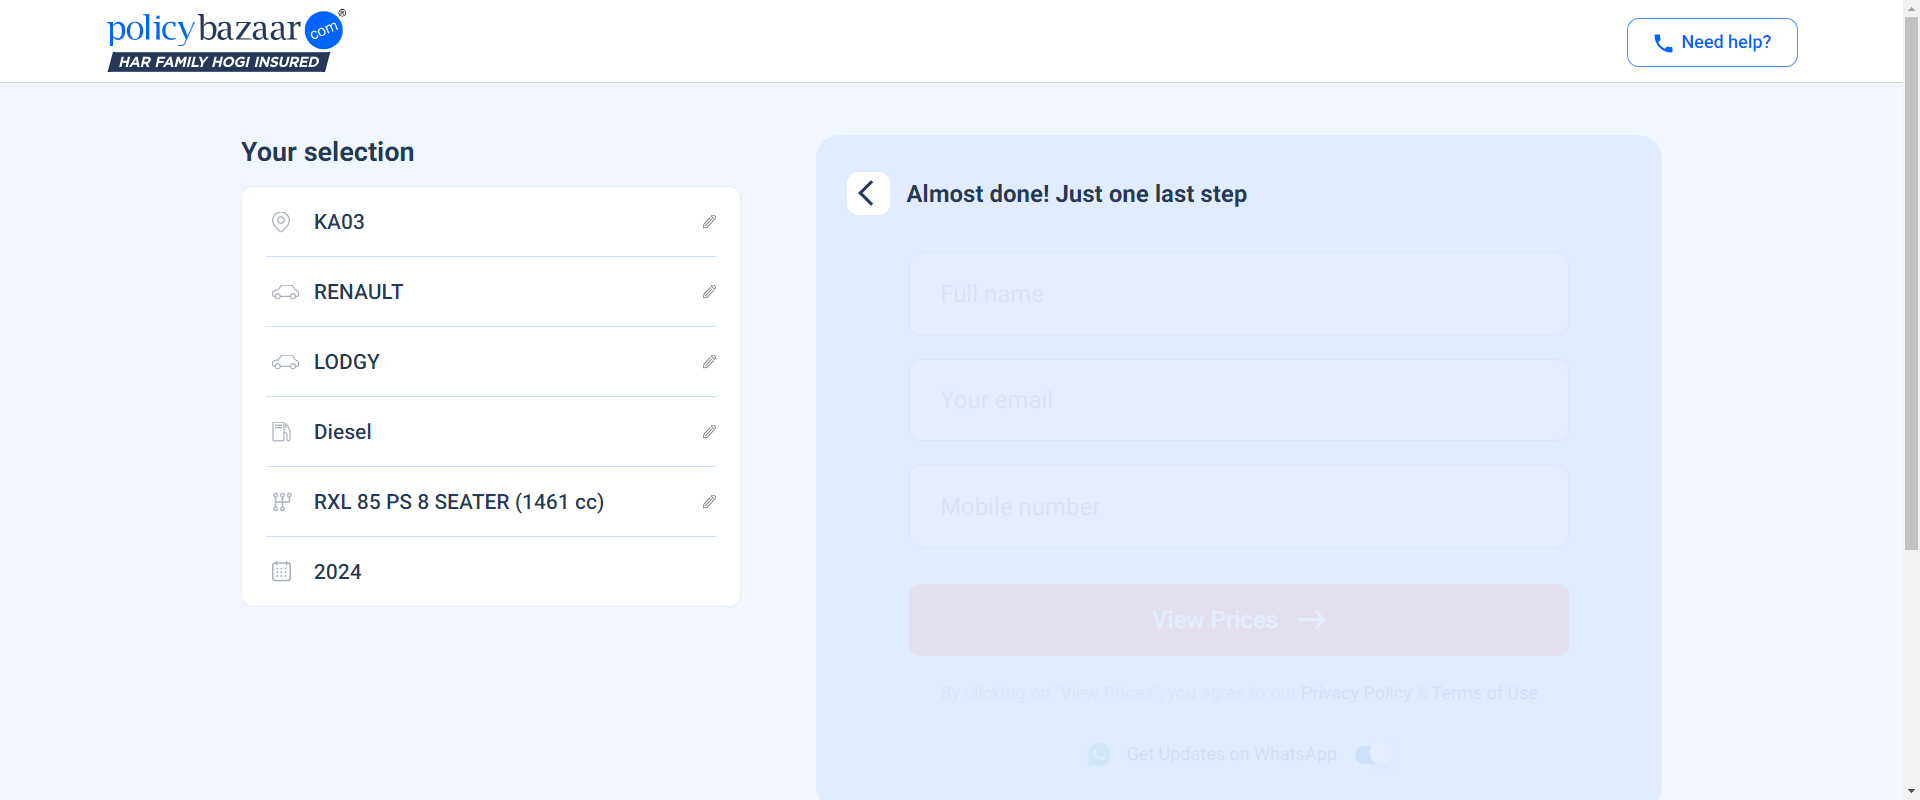 policybazaar.com®
HAR FAMILY HOGI INSURED
Need help?
Your selection
KA03
RENAULT
LODGY
Diesel
RXL 85 PS 8 SEATER (1461 cc)
2024
Almost done! Just one last step
Full name
Your email
Mobile number
View Prices
By clicking on "View Prices", you agree to our Privacy Policy & Terms of Use
Get Updates on WhatsApp